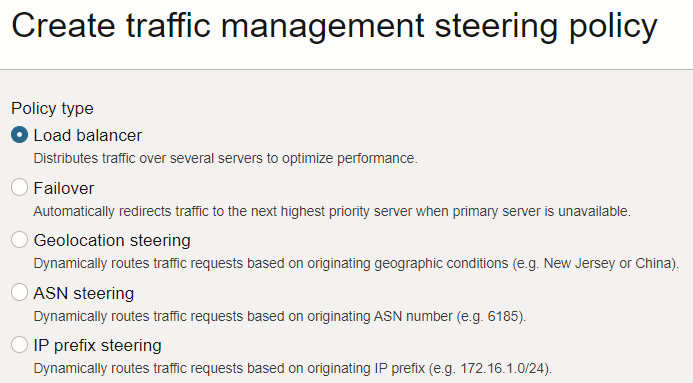 Create traffic management steering policy
Policy type
Load balancer
Distributes traffic over several servers to optimize performance.
Failover
Automatically redirects traffic to the next highest priority server when primary server is unavailable.
Geolocation steering
Dynamically routes traffic requests based on originating geographic conditions (e.g. New Jersey or China).
ASN steering
Dynamically routes traffic requests based on originating ASN number (e.g. 6185).
IP prefix steering
Dynamically routes traffic requests based on originating IP prefix (e.g. 172.16.1.0/24).